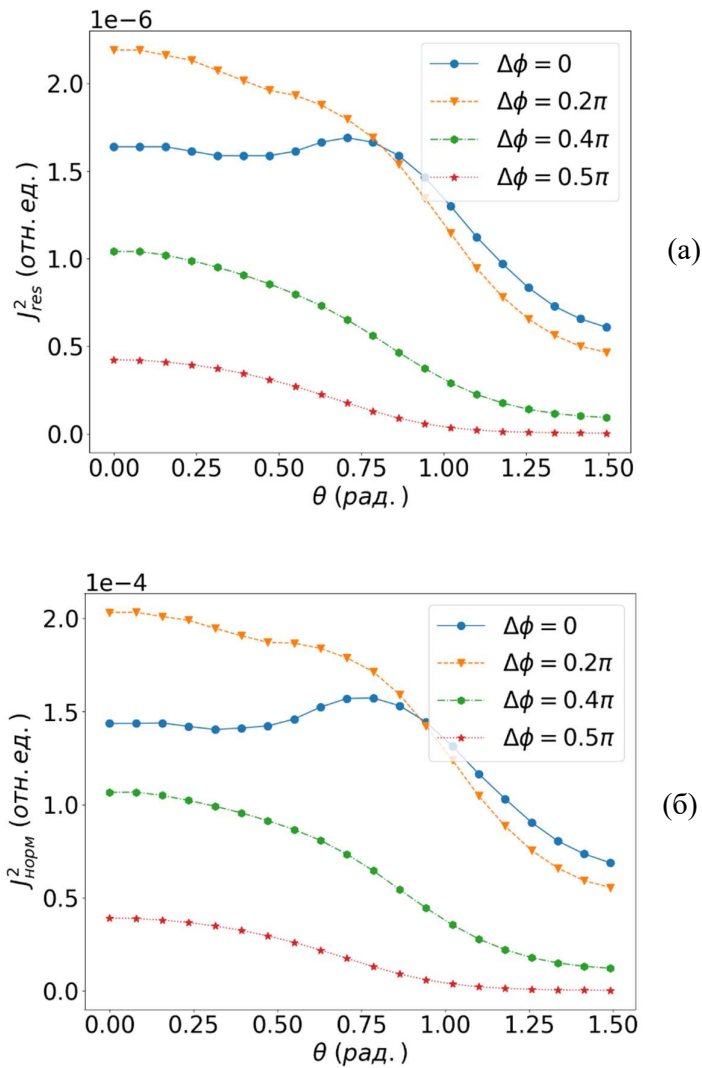 1e−6
2.0
1.5
1.0
0.5
0.0
J²res (отн. ед.)
Δϕ = 0
Δϕ = 0.2π
Δϕ = 0.4π
Δϕ = 0.5π
(а)
0.00 0.25 0.50 0.75 1.00 1.25 1.50
θ (рад.)
1e−4
2.0
1.5
1.0
0.5
0.0
J²норм (отн. ед.)
Δϕ = 0
Δϕ = 0.2π
Δϕ = 0.4π
Δϕ = 0.5π
(б)
0.00 0.25 0.50 0.75 1.00 1.25 1.50
θ (рад.)